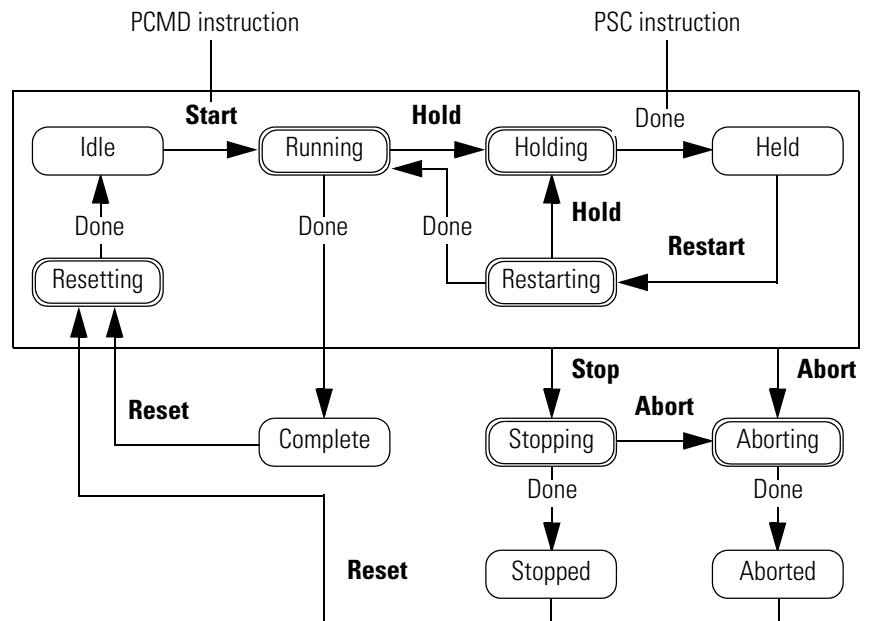 PCMD instruction
PSC instruction
Start
Hold
Done
Idle
Running
Holding
Held
Done
Done
Done
Hold
Restart
Resetting
Restarting
Stop
Abort
Reset
Abort
Complete
Stopping
Aborting
Done
Done
Reset
Stopped
Aborted